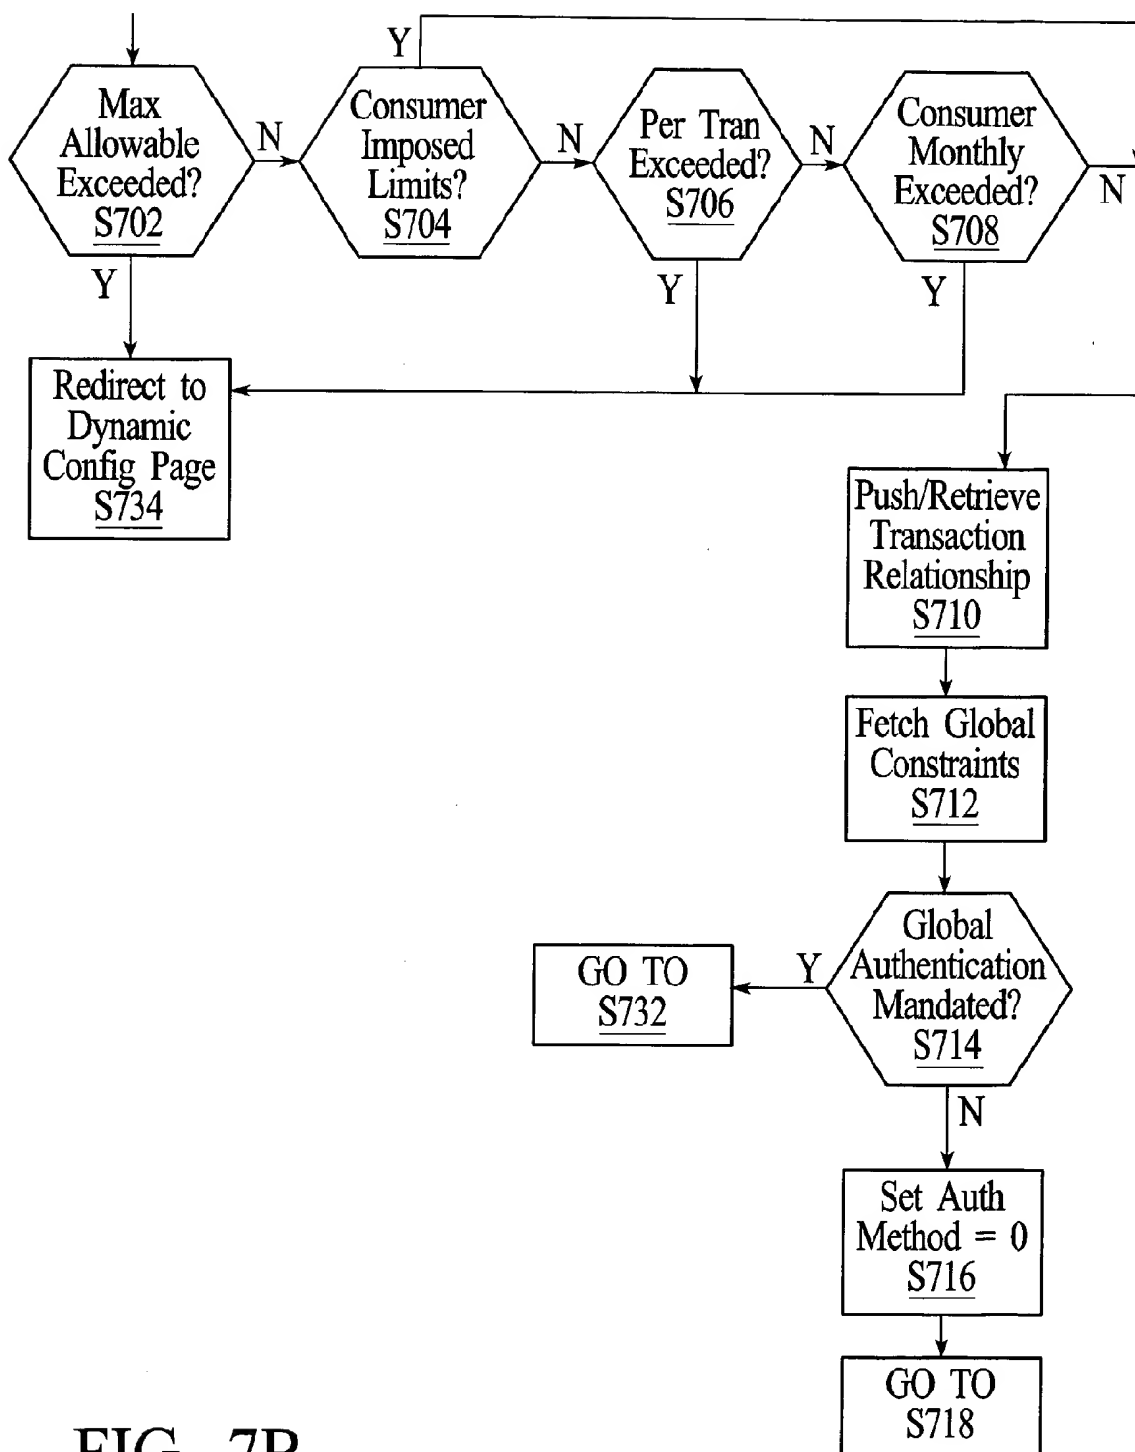 Y
Max
Allowable
Exceeded?
S702
N
Consumer
Imposed
Limits?
S704
N
Per Tran
Exceeded?
S706
N
Consumer
Monthly
Exceeded?
S708
N
Y
Y
Y
Redirect to
Dynamic
Config Page
S734
Push/Retrieve
Transaction
Relationship
S710
Fetch Global
Constraints
S712
Global
Authentication
Mandated?
S714
Y
GO TO
S732
N
Set Auth
Method = 0
S716
GO TO
S718
FIG. 7B